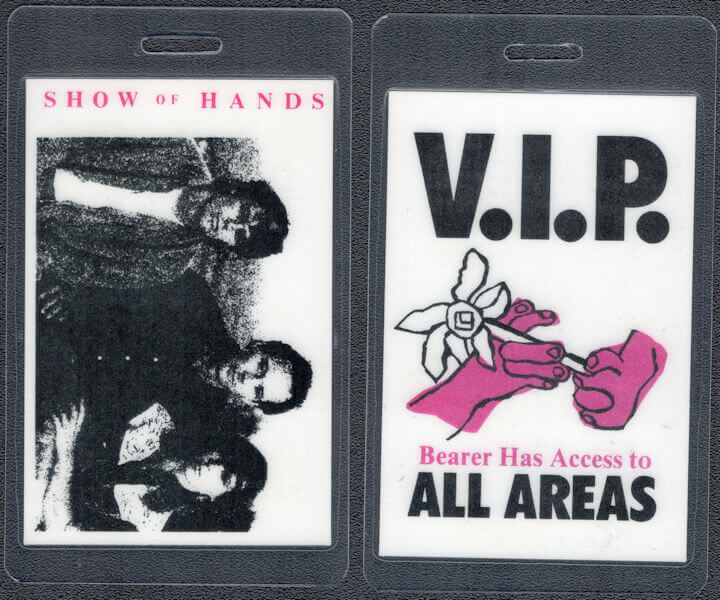 SHOW OF HANDS
V.I.P.
Bearer Has Access to
ALL AREAS